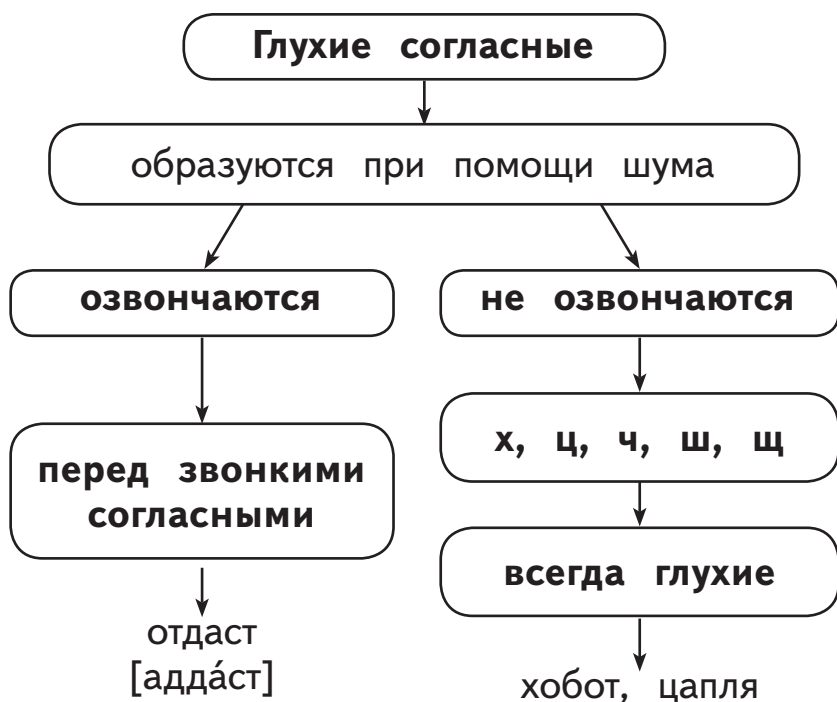 Глухие согласные
образуются при помощи шума
озвончаются
не озвончаются
перед звонкими
согласными
х, ц, ч, ш, щ
всегда глухие
отдаст
[адда́ст]
хобот, цапля